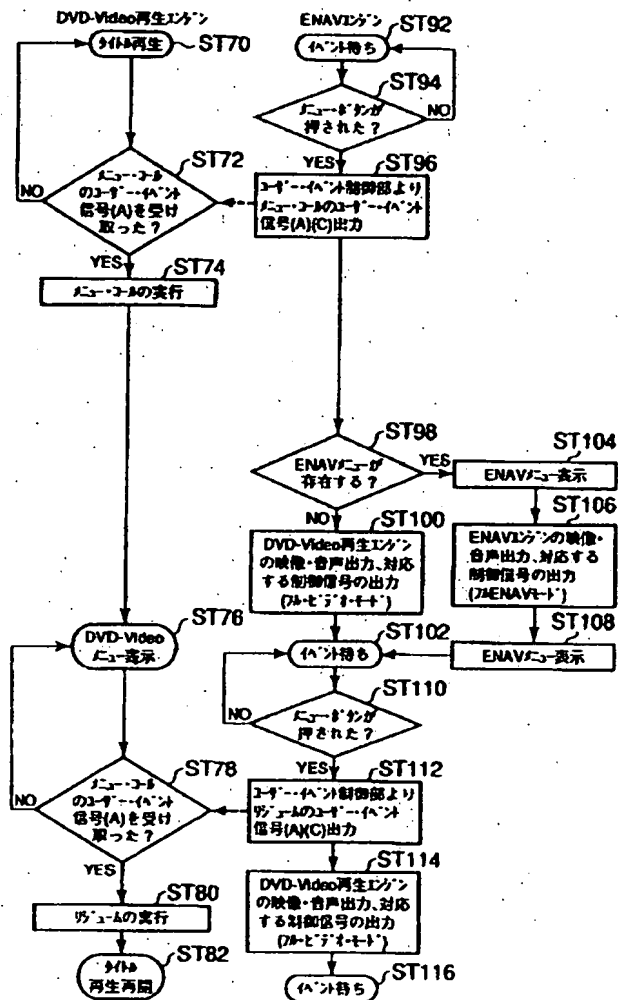 DVD-Video再生ｴﾝｼﾞﾝ
ﾀｲﾄﾙ再生
ST70
ST72
ﾒﾆｭｰ・ｺｰﾙ
のﾕｰｻﾞｰ・ｲﾍﾞﾝﾄ
信号(A)を受け
取った？
NO
YES
ST74
ﾒﾆｭｰ・ｺｰﾙの実行
ST76
DVD-Video
ﾒﾆｭｰ表示
ST78
ﾒﾆｭｰ・ｺｰﾙ
のﾕｰｻﾞｰ・ｲﾍﾞﾝﾄ
信号(A)を受け
取った？
NO
YES
ST80
ﾘｼﾞｭｰﾑの実行
ST82
ﾀｲﾄﾙ
再生再開
ENAVｴﾝｼﾞﾝ
ST92
ｲﾍﾞﾝﾄ待ち
ST94
ﾒﾆｭｰ・ﾎﾞﾀﾝが
押された？
NO
YES
ST96
ﾕｰｻﾞｰ・ｲﾍﾞﾝﾄ制御部より
ﾒﾆｭｰ・ｺｰﾙのﾕｰｻﾞｰ・ｲﾍﾞﾝﾄ
信号(A)(C)出力
ST98
ENAVﾒﾆｭｰが
存在する？
YES
NO
ST100
DVD-Video再生ｴﾝｼﾞﾝ
の映像・音声出力、対応
する制御信号の出力
(ﾌﾙ・ﾋﾞﾃﾞｵ・ﾓｰﾄﾞ)
ST104
ENAVﾒﾆｭｰ表示
ST106
ENAVｴﾝｼﾞﾝの映像・
音声出力、対応する
制御信号の出力
(ﾌﾙENAVﾓｰﾄﾞ)
ST108
ENAVﾒﾆｭｰ表示
ST102
ｲﾍﾞﾝﾄ待ち
ST110
ﾒﾆｭｰ・ﾎﾞﾀﾝが
押された？
NO
YES
ST112
ﾕｰｻﾞｰ・ｲﾍﾞﾝﾄ制御部より
ﾘｼﾞｭｰﾑのﾕｰｻﾞｰ・ｲﾍﾞﾝﾄ
信号(A)(C)出力
ST114
DVD-Video再生ｴﾝｼﾞﾝ
の映像・音声出力、対応
する制御信号の出力
(ﾌﾙ・ﾋﾞﾃﾞｵ・ﾓｰﾄﾞ)
ST116
ｲﾍﾞﾝﾄ待ち